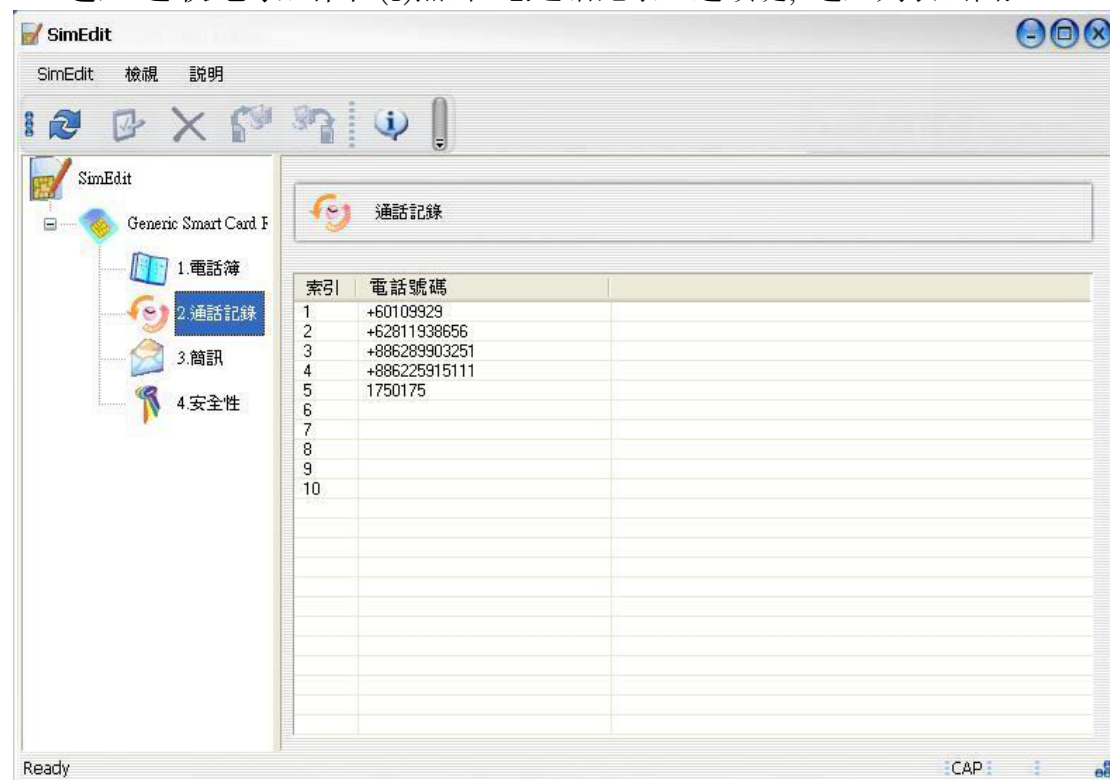 SimEdit
SimEdit 檢視 説明
SimEdit
Generic Smart Card F
1.電話簿
2.通話記錄
3.簡訊
4.安全性
通話記錄
索引 電話號碼
1 +60109929
2 +62811938656
3 +886289903251
4 +886225915111
5 1750175
6
7
8
9
10
Ready CAP